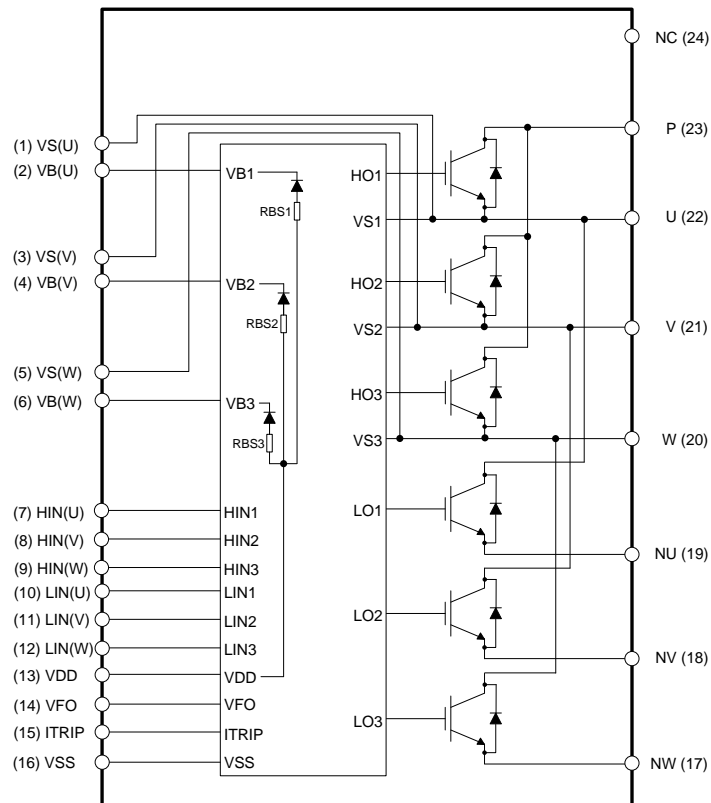 NC (24)
P (23)
U (22)
V (21)
W (20)
NU (19)
NV (18)
NW (17)
(1) VS(U)
(2) VB(U)
(3) VS(V)
(4) VB(V)
(5) VS(W)
(6) VB(W)
(7) HIN(U)
(8) HIN(V)
(9) HIN(W)
(10) LIN(U)
(11) LIN(V)
(12) LIN(W)
(13) VDD
(14) VFO
(15) ITRIP
(16) VSS
VB1
RBS1
VB2
RBS2
VB3
RBS3
HIN1
HIN2
HIN3
LIN1
LIN2
LIN3
VDD
VFO
ITRIP
VSS
HO1
VS1
HO2
VS2
HO3
VS3
LO1
LO2
LO3